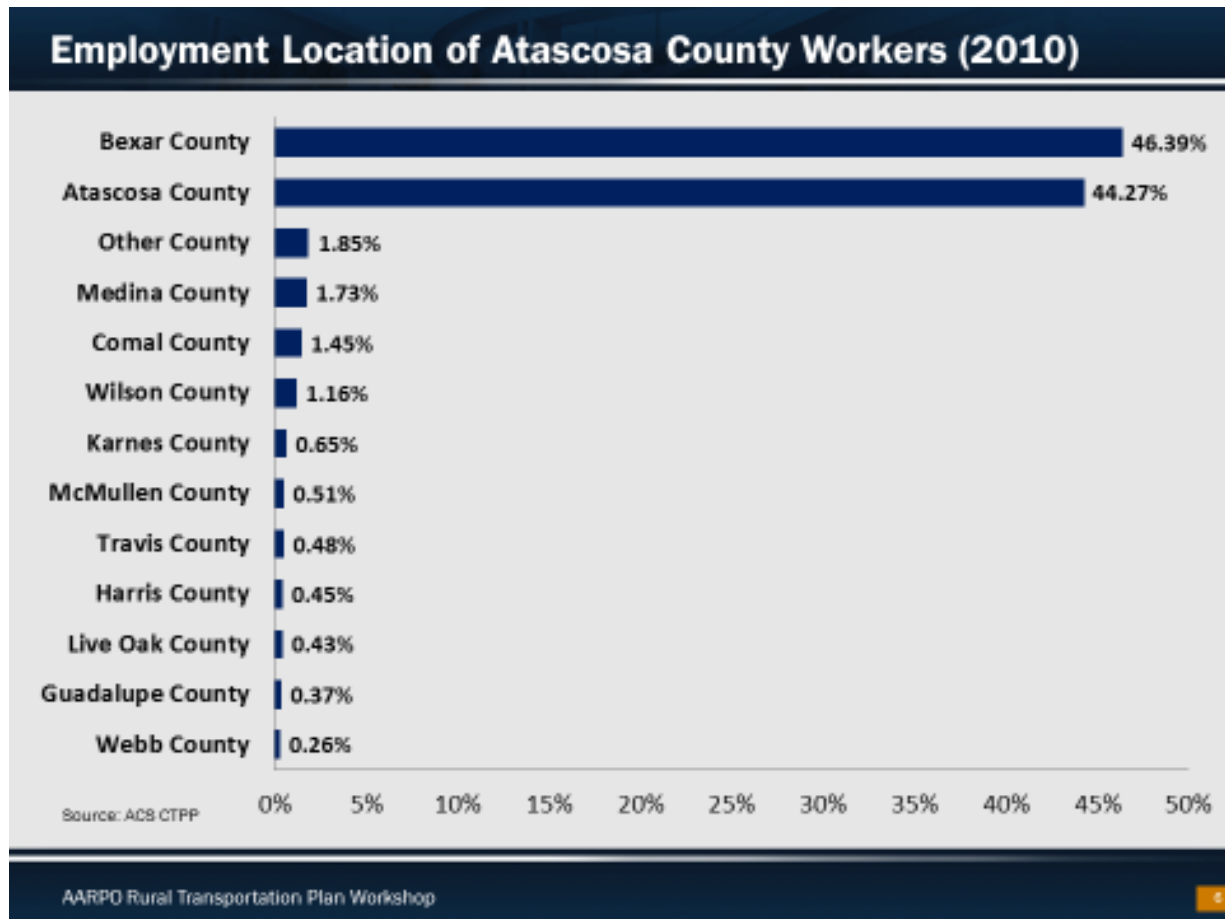 Employment Location of Atascosa County Workers (2010)
Bexar County 46.39%
Atascosa County 44.27%
Other County 1.85%
Medina County 1.73%
Comal County 1.45%
Wilson County 1.16%
Karnes County 0.65%
McMullen County 0.51%
Travis County 0.48%
Harris County 0.45%
Live Oak County 0.43%
Guadalupe County 0.37%
Webb County 0.26%
0% 5% 10% 15% 20% 25% 30% 35% 40% 45% 50%
Source: ACS CTPP
AARPO Rural Transportation Plan Workshop